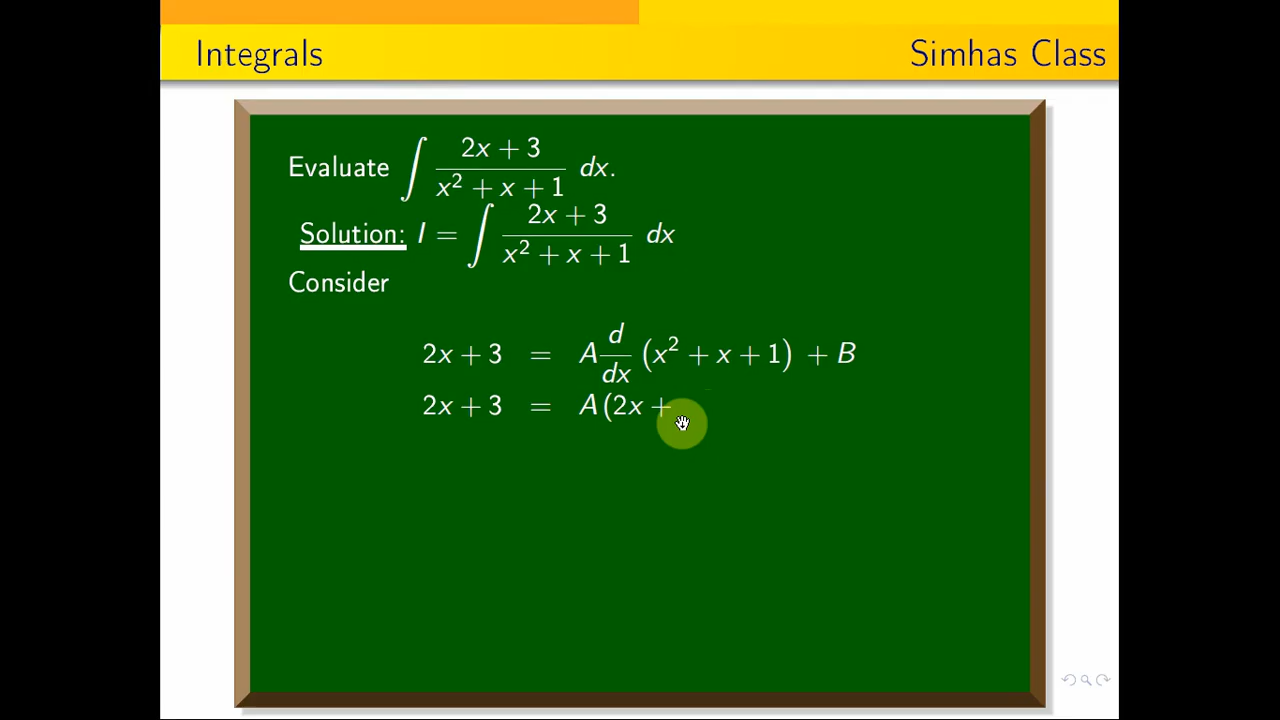 Integrals Simhas Class
Evaluate ∫ (2x + 3)/(x² + x + 1) dx.
Solution: I = ∫ (2x + 3)/(x² + x + 1) dx
Consider
2x + 3 = A d/dx (x² + x + 1) + B
2x + 3 = A(2x +